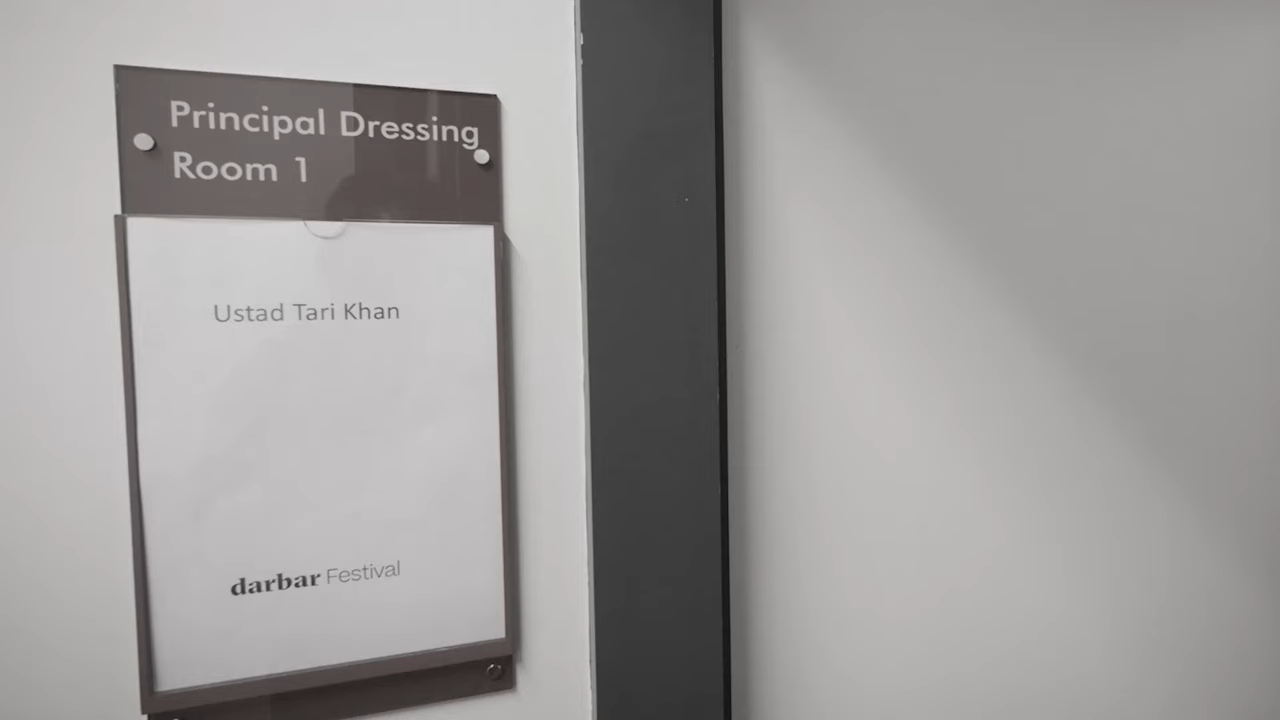 Principal Dressing
Room 1
Ustad Tari Khan
darbar Festival